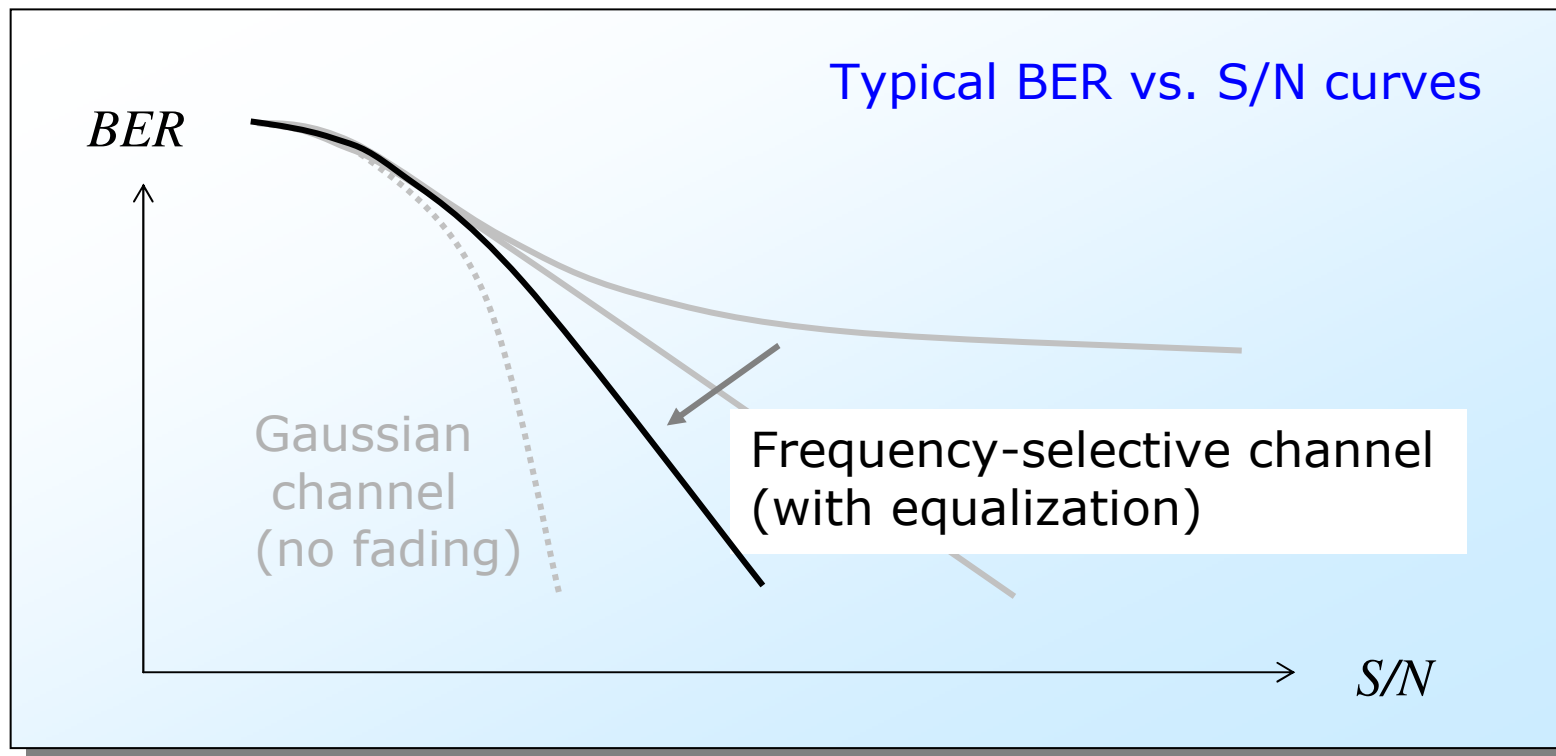 Typical BER vs. S/N curves
BER
Gaussian
channel
(no fading)
Frequency-selective channel
(with equalization)
S/N